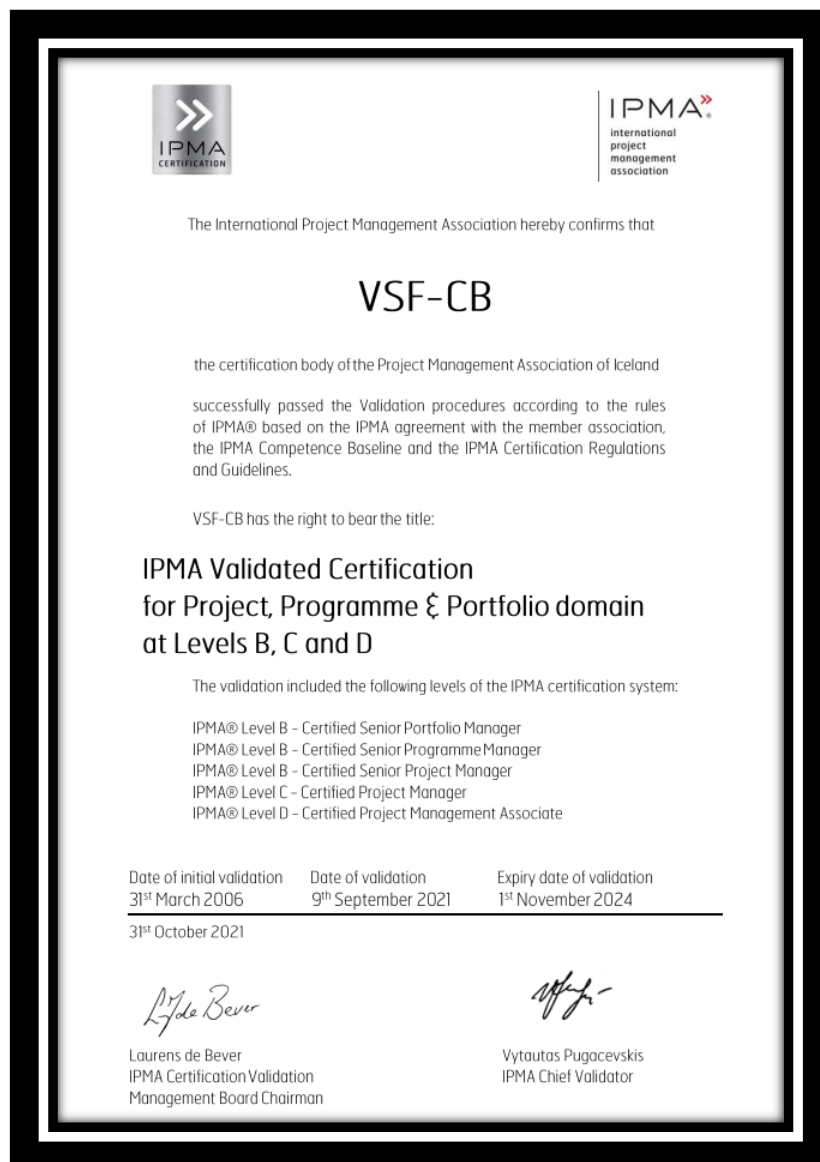 IPMA
CERTIFICATION
IPMA®
international
project
management
association
The International Project Management Association hereby confirms that
VSF-CB
the certification body of the Project Management Association of Iceland
successfully passed the Validation procedures according to the rules
of IPMA® based on the IPMA agreement with the member association,
the IPMA Competence Baseline and the IPMA Certification Regulations
and Guidelines.
VSF-CB has the right to bear the title:
IPMA Validated Certification
for Project, Programme & Portfolio domain
at Levels B, C and D
The validation included the following levels of the IPMA certification system:
IPMA® Level B - Certified Senior Portfolio Manager
IPMA® Level B - Certified Senior Programme Manager
IPMA® Level B - Certified Senior Project Manager
IPMA® Level C - Certified Project Manager
IPMA® Level D - Certified Project Management Associate
Date of initial validation Date of validation Expiry date of validation
31st March 2006 9th September 2021 1st November 2024
31st October 2021
de Bever
Laurens de Bever Vytautas Pugacevskis
IPMA Certification Validation IPMA Chief Validator
Management Board Chairman